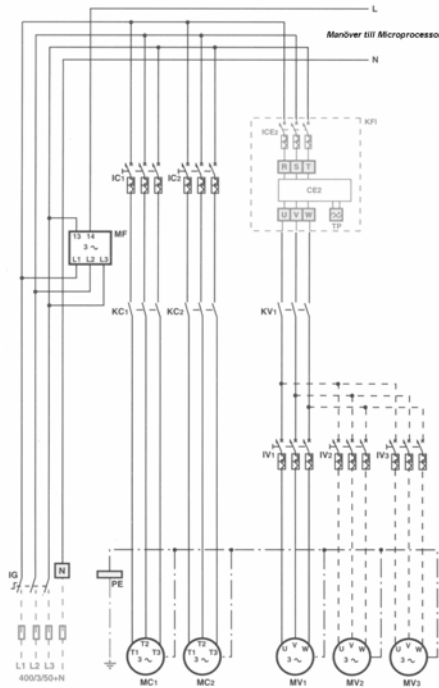 L
Manöver till Microprocessor
N
KFI
ICE2
R S T
IC1
IC2
CE2
U V W
TP
13 14
MF
3 ~
L1 L2 L3
KC1
KC2
KV1
IV1
IV2
IV3
IG
N
PE
T2
T1 T3
3 ~
T2
T1 T3
3 ~
U V W
3 ~
U V W
3 ~
U V W
3 ~
L1 L2 L3
400/3/50+N
MC1
MC2
MV1
MV2
MV3